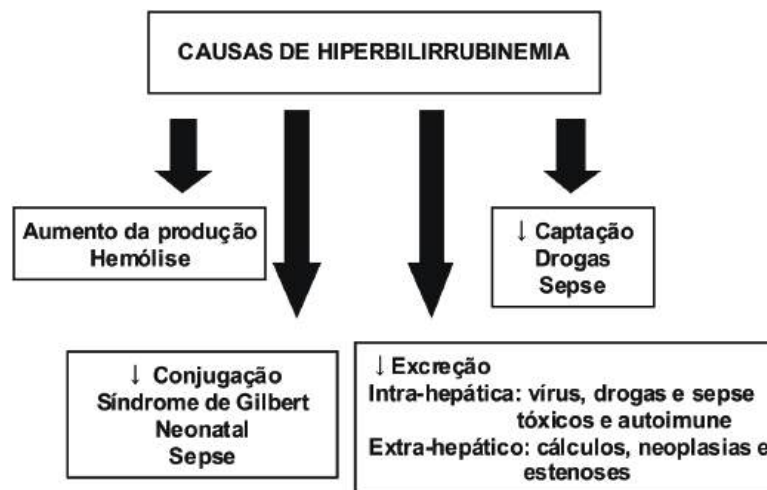 CAUSAS DE HIPERBILIRRUBINEMIA
Aumento da produção
Hemólise
↓ Captação
Drogas
Sepse
↓ Conjugação
Síndrome de Gilbert
Neonatal
Sepse
↓ Excreção
Intra-hepática: vírus, drogas e sepse
tóxicos e autoimune
Extra-hepático: cálculos, neoplasias e
estenoses